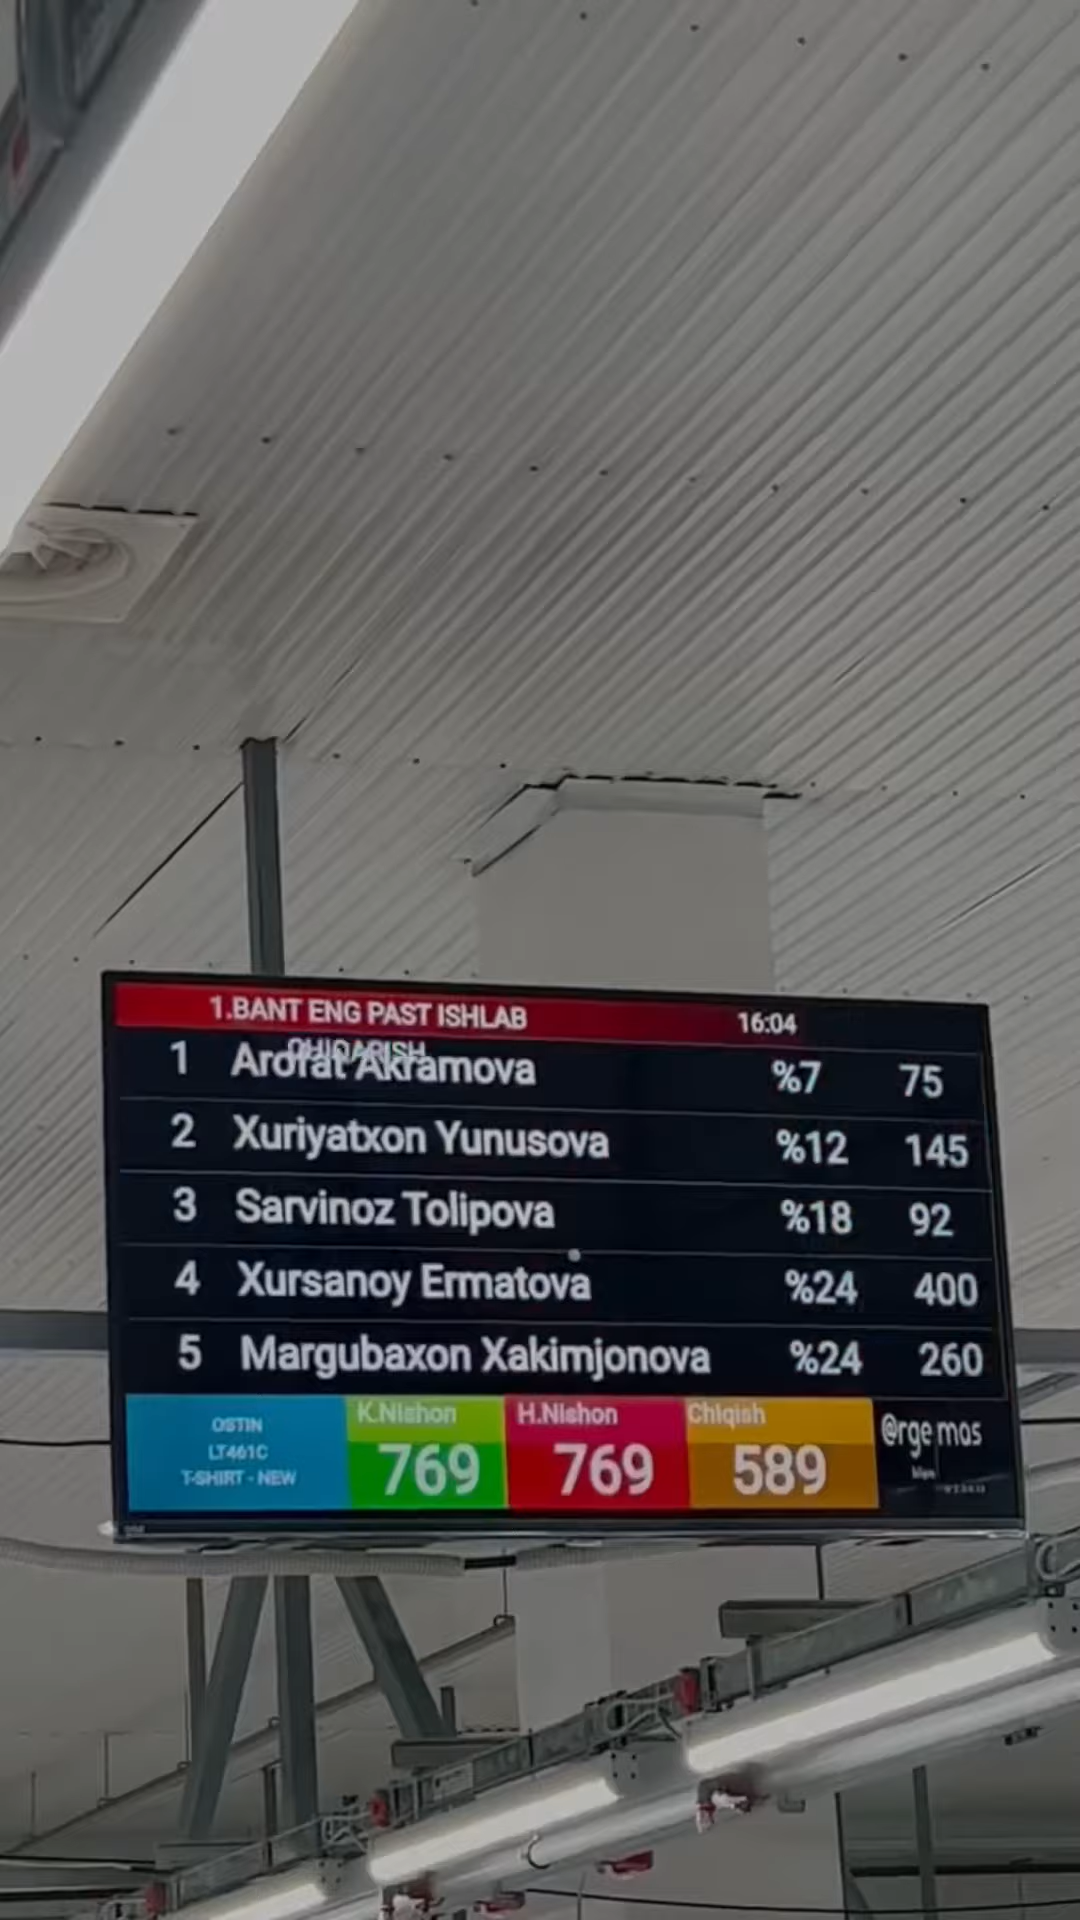 1.BANT ENG PAST ISHLAB
CHIQARISH
16:04
1 Arofat Akramova %7 75
2 Xuriyatxon Yunusova %12 145
3 Sarvinoz Tolipova %18 92
4 Xursanoy Ermatova %24 400
5 Margubaxon Xakimjonova %24 260
OSTIN
LT461C
T-SHIRT - NEW
K.Nishon
769
H.Nishon
769
Chiqish
589
@rge mas